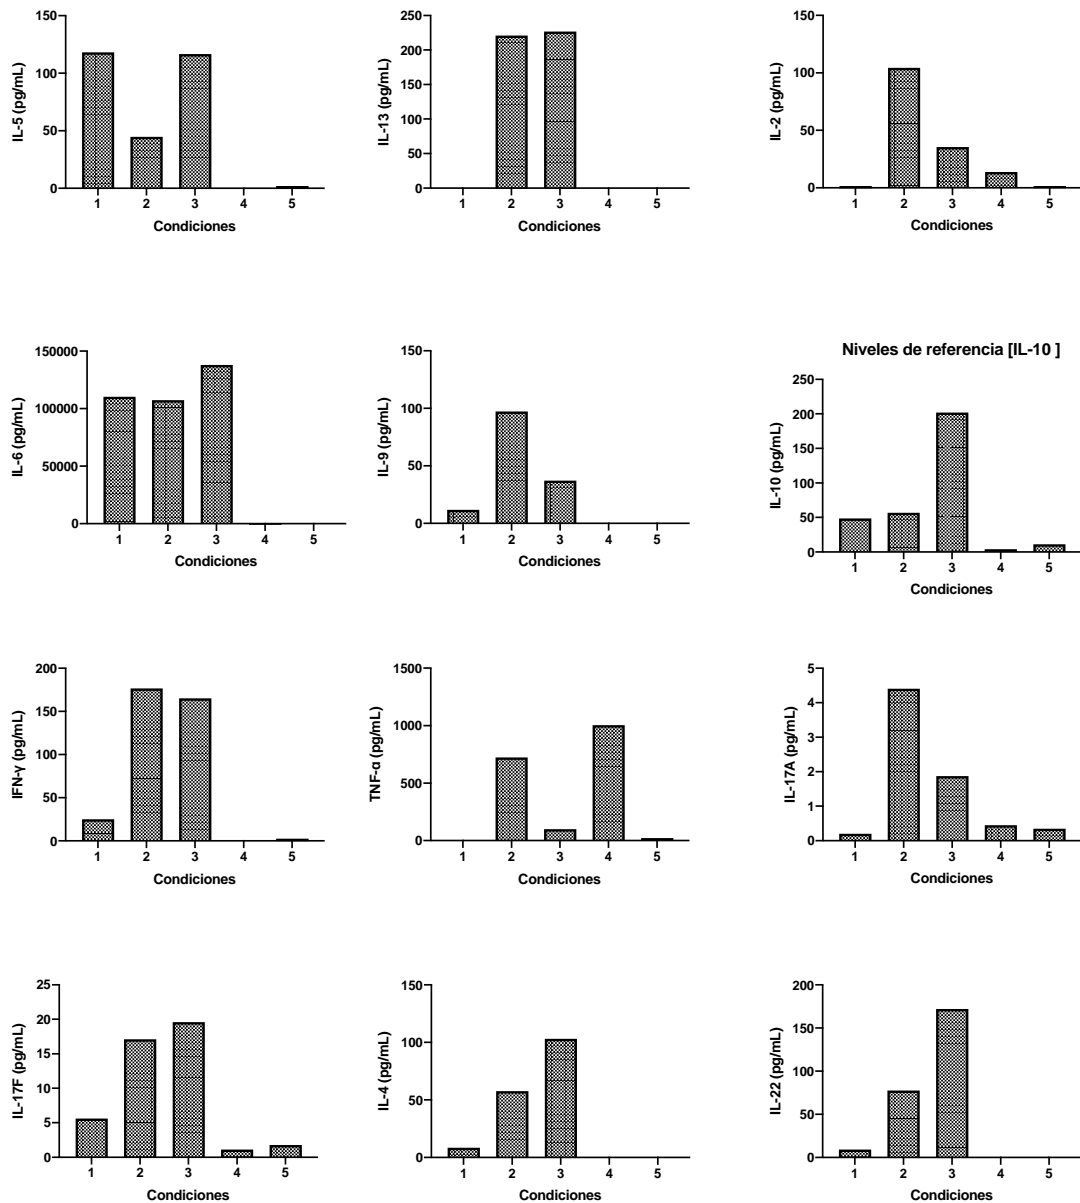 IL-5 (pg/mL)
150
100
50
0
1 2 3 4 5
Condiciones
IL-13 (pg/mL)
250
200
150
100
50
0
1 2 3 4 5
Condiciones
IL-2 (pg/mL)
150
100
50
0
1 2 3 4 5
Condiciones
IL-6 (pg/mL)
150000
100000
50000
0
1 2 3 4 5
Condiciones
IL-9 (pg/mL)
150
100
50
0
1 2 3 4 5
Condiciones
Niveles de referencia [IL-10 ]
IL-10 (pg/mL)
250
200
150
100
50
0
1 2 3 4 5
Condiciones
IFN-γ (pg/mL)
200
150
100
50
0
1 2 3 4 5
Condiciones
TNF-α (pg/mL)
1500
1000
500
0
1 2 3 4 5
Condiciones
IL-17A (pg/mL)
5
4
3
2
1
0
1 2 3 4 5
Condiciones
IL-17F (pg/mL)
25
20
15
10
5
0
1 2 3 4 5
Condiciones
IL-4 (pg/mL)
150
100
50
0
1 2 3 4 5
Condiciones
IL-22 (pg/mL)
200
150
100
50
0
1 2 3 4 5
Condiciones